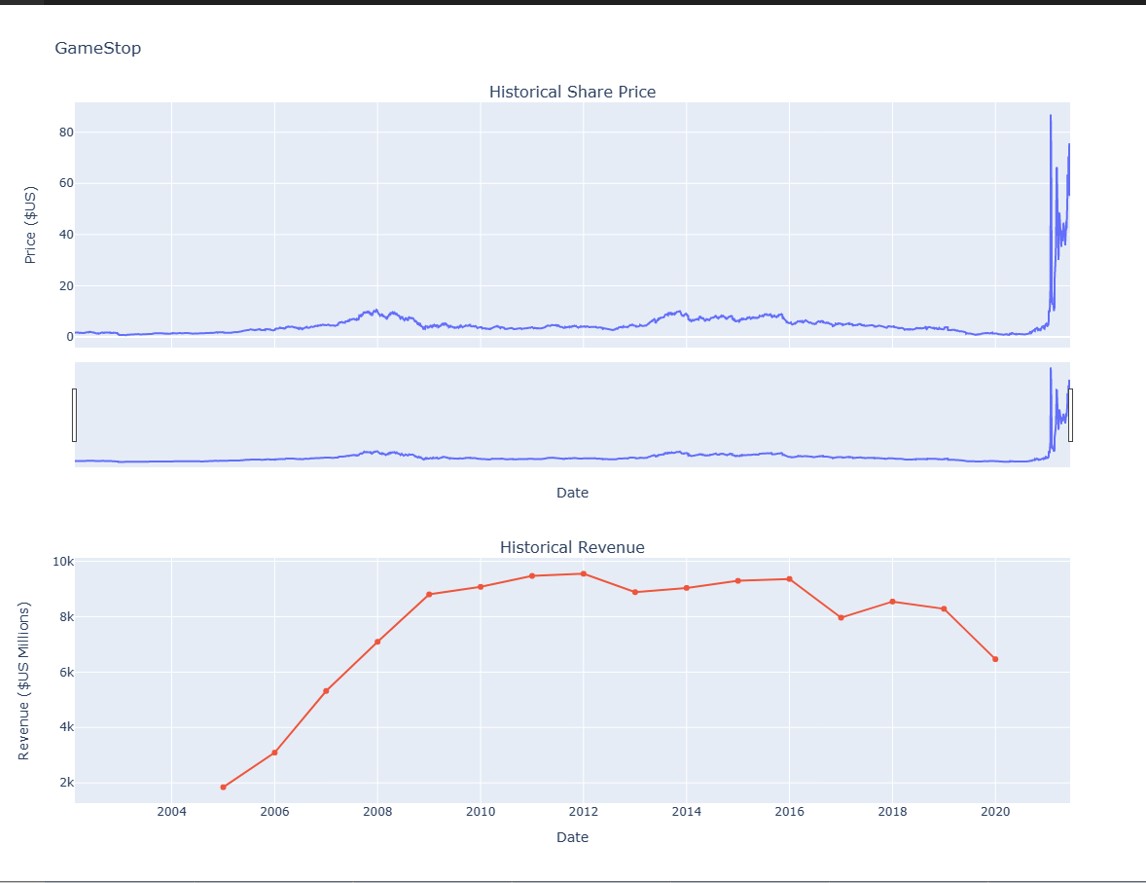 GameStop
Historical Share Price
Price ($US)
80
60
40
20
0
Date
Historical Revenue
Revenue ($US Millions)
10k
8k
6k
4k
2k
2004 2006 2008 2010 2012 2014 2016 2018 2020
Date